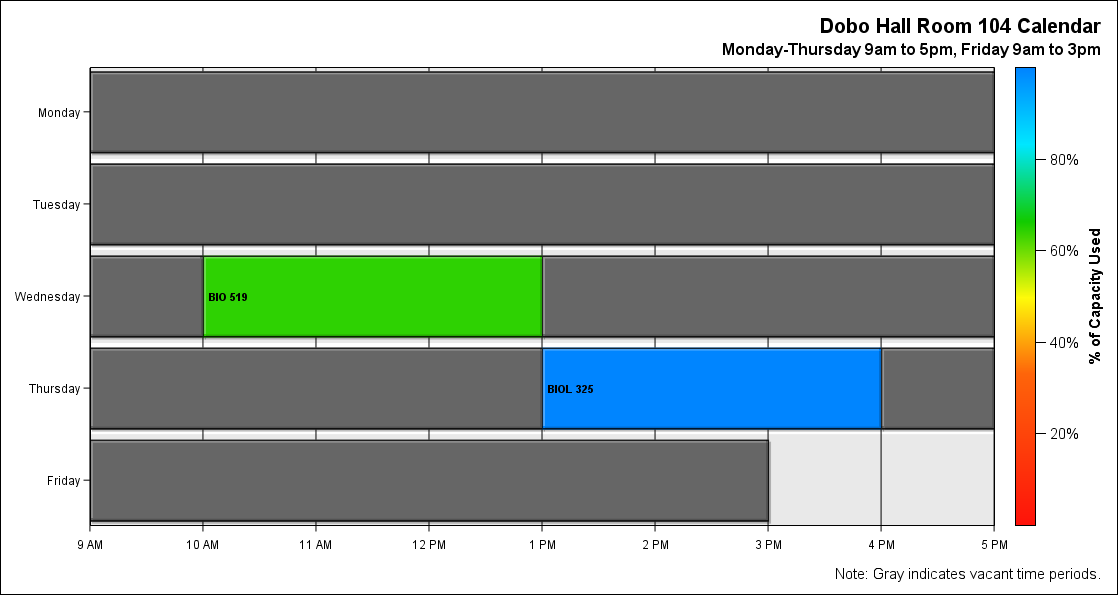 Dobo Hall Room 104 Calendar
Monday-Thursday 9am to 5pm, Friday 9am to 3pm
Monday
Tuesday
Wednesday
BIO 519
Thursday
BIOL 325
Friday
9 AM 10 AM 11 AM 12 PM 1 PM 2 PM 3 PM 4 PM 5 PM
80%
60%
40%
20%
% of Capacity Used
Note: Gray indicates vacant time periods.